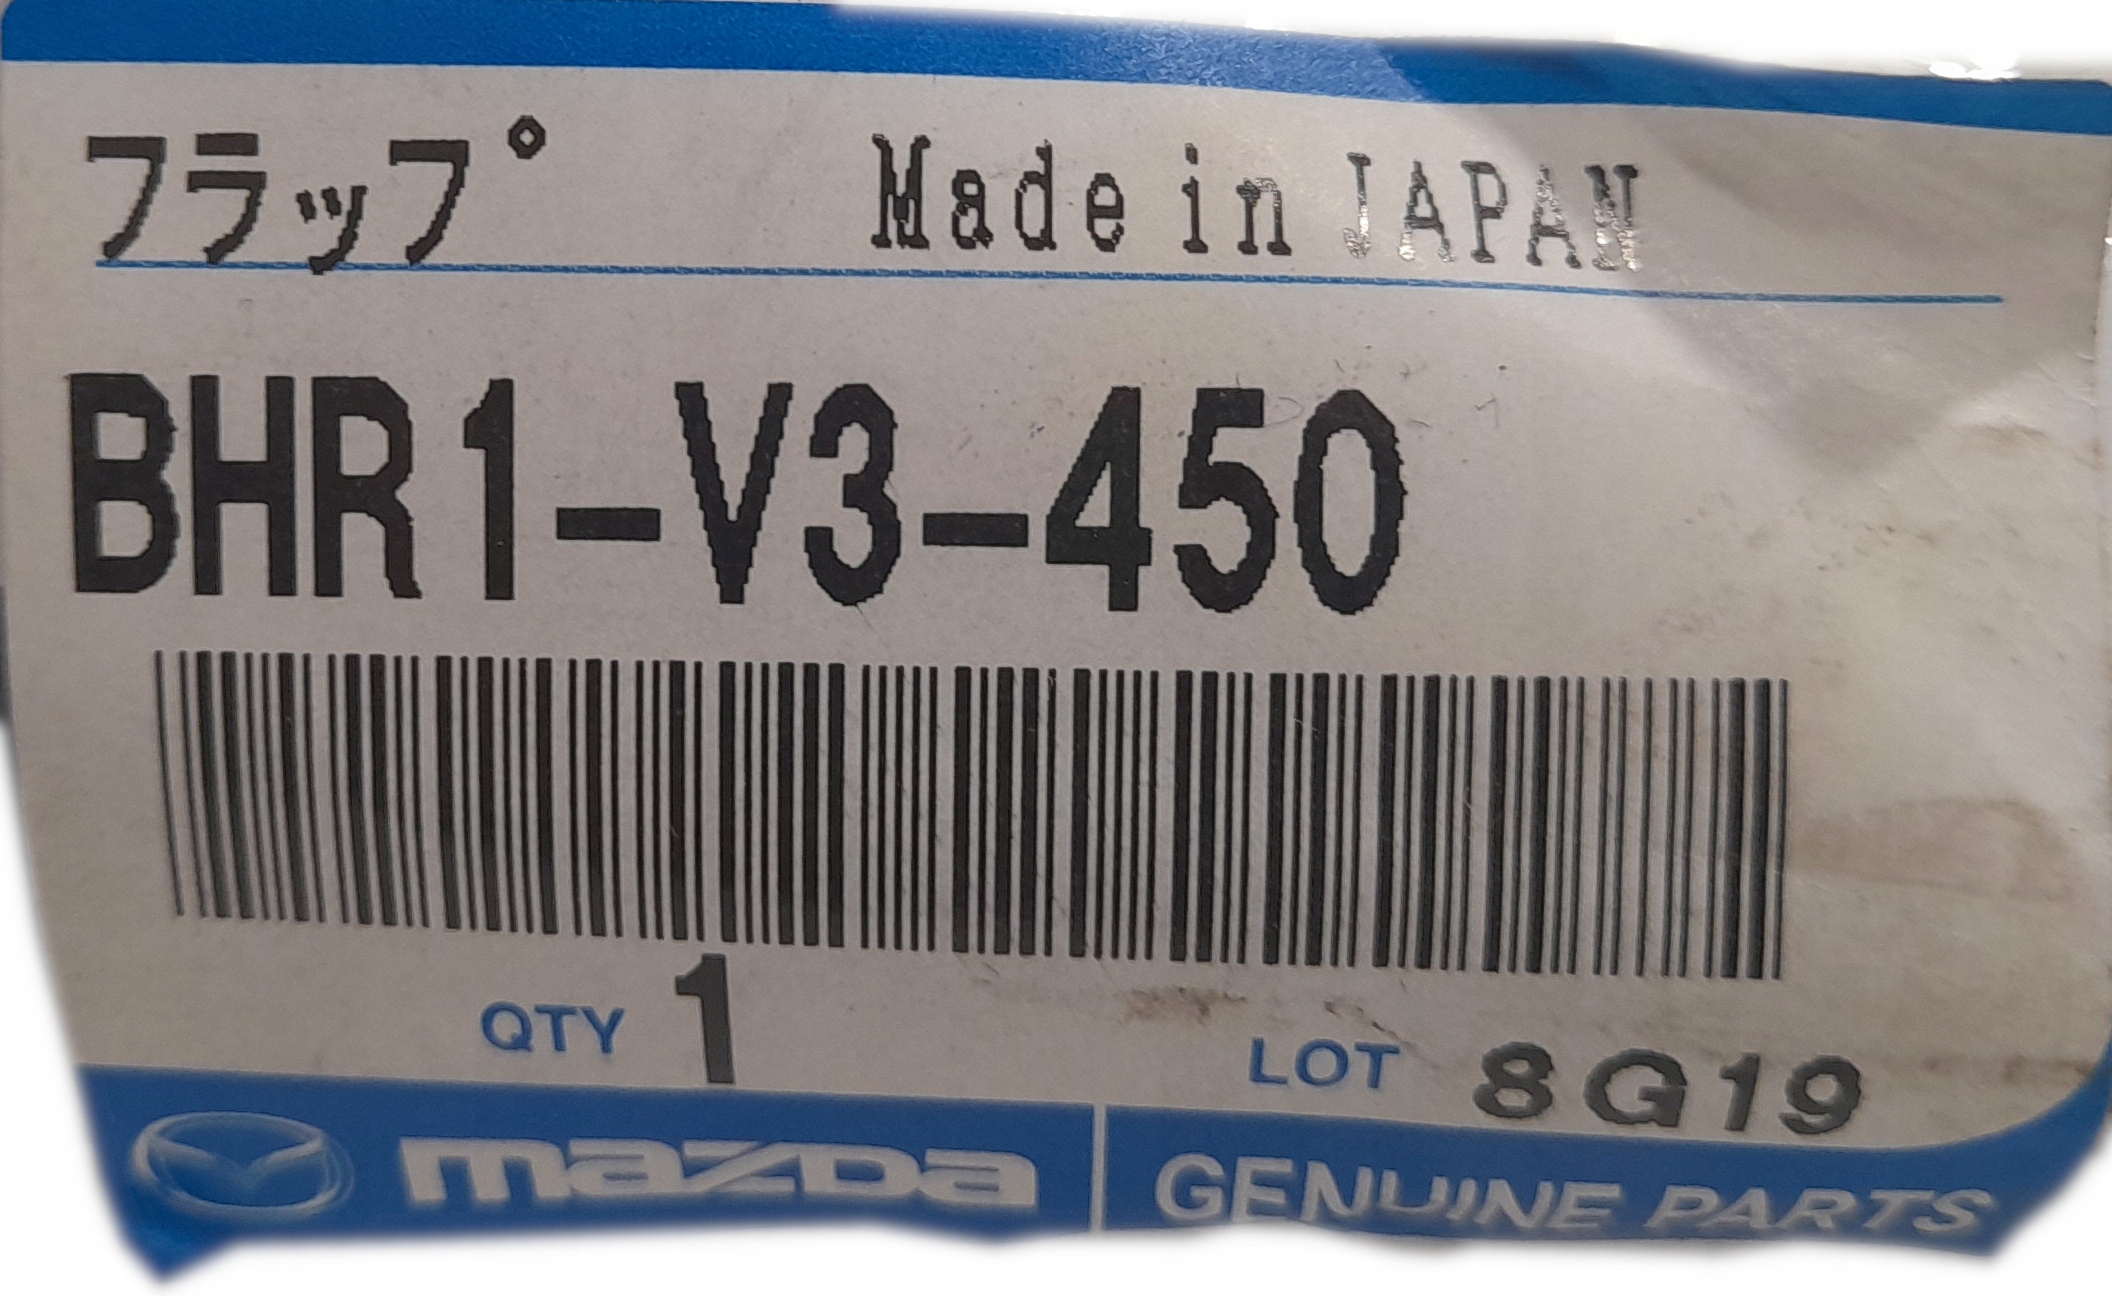 フラップ Made in JAPAN
BHR1-V3-450
QTY 1 LOT 8G19
mazda GENUINE PARTS